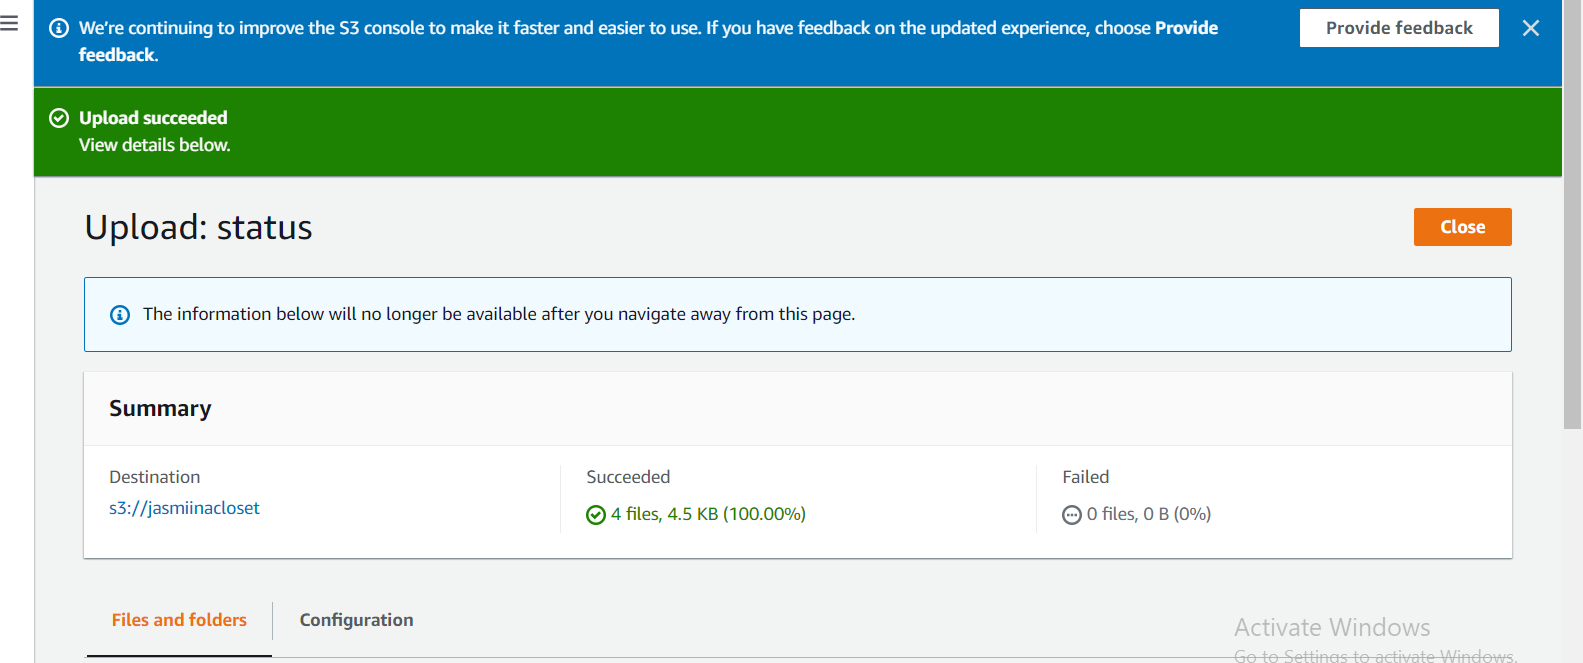 We're continuing to improve the S3 console to make it faster and easier to use. If you have feedback on the updated experience, choose Provide
feedback.
Provide feedback
Upload succeeded
View details below.
Upload: status
Close
The information below will no longer be available after you navigate away from this page.
Summary
Destination
s3://jasmiinacloset
Succeeded
4 files, 4.5 KB (100.00%)
Failed
0 files, 0 B (0%)
Files and folders
Configuration
Activate Windows
Go to Settings to activate Windows.